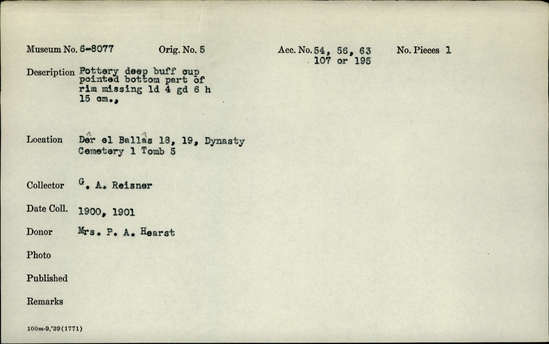 Museum No. 6-8077 Orig. No. 5 Acc. No. 54, 56, 63 No. Pieces 1
107 or 195
Description Pottery deep buff cup
pointed bottom part of
rim missing ld 4 gd 6 h
15 cm.,
Location Dêr el Ballâs 18, 19, Dynasty
Cemetery 1 Tomb 5
Collector G. A. Reisner
Date Coll. 1900, 1901
Donor Mrs. P. A. Hearst
Photo
Published
Remarks
100m-9,'39(1771)